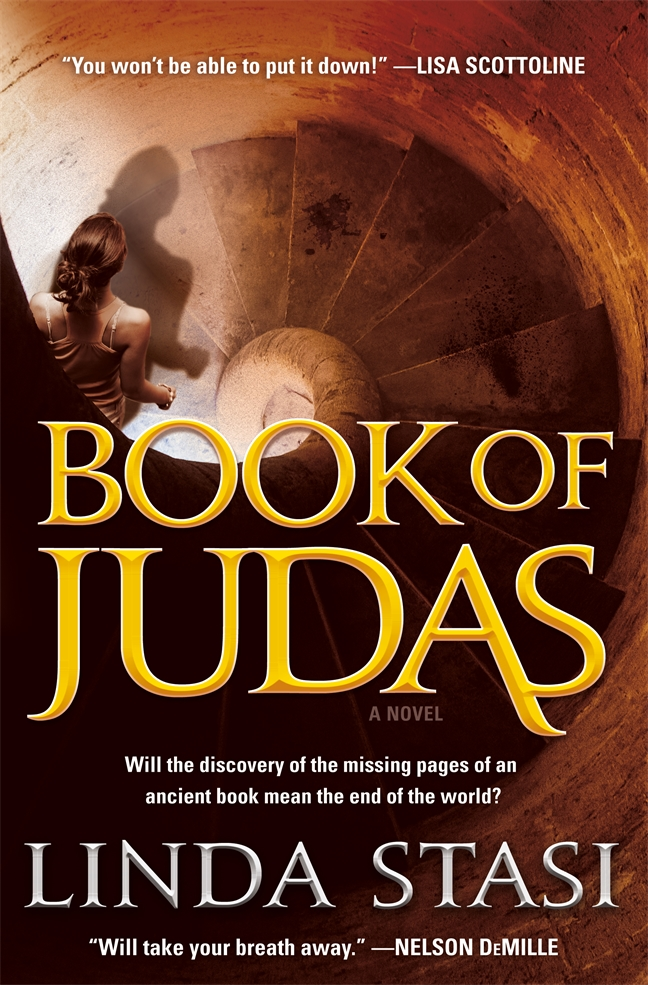 “You won’t be able to put it down!” —LISA SCOTTOLINE
BOOK OF
JUDAS
A NOVEL
Will the discovery of the missing pages of an
ancient book mean the end of the world?
LINDA STASI
“Will take your breath away.” —NELSON DEMILLE